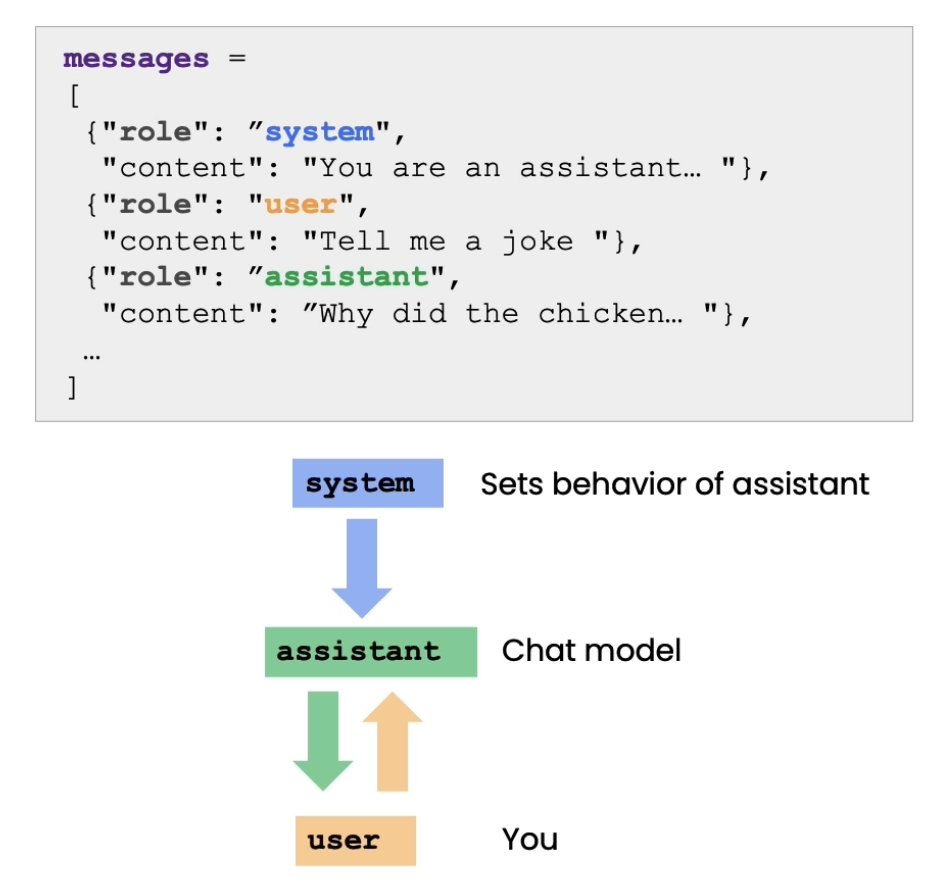 messages =
[
{"role": ”system",
"content": "You are an assistant… "},
{"role": "user",
"content": "Tell me a joke "},
{"role": ”assistant",
"content": ”Why did the chicken… "},
…
]
system Sets behavior of assistant
assistant Chat model
user You